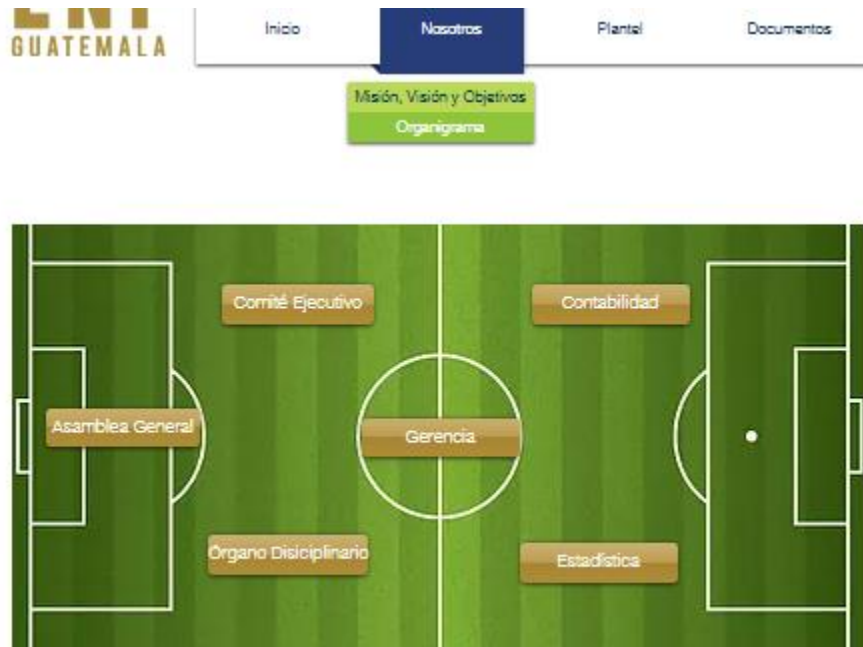 GUATEMALA
Inicio
Nosotros
Plantel
Documentos
Misión, Visión y Objetivos
Organigrama
Comité Ejecutivo
Contabilidad
Asamblea General
Gerencia
Órgano Disiciplinario
Estadística